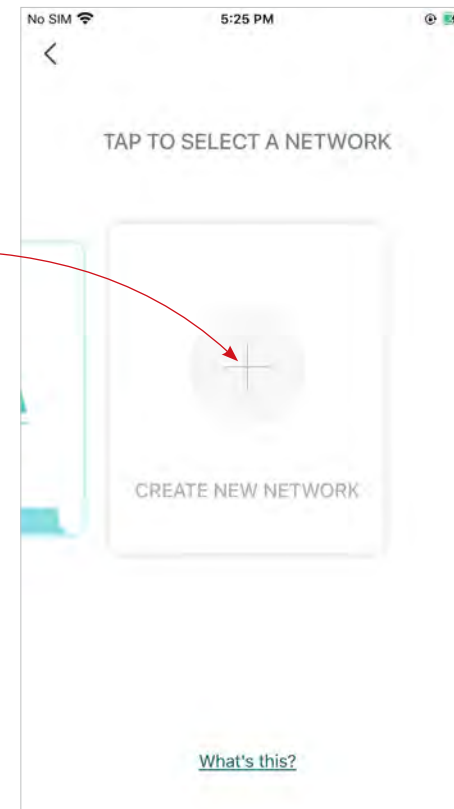 No SIM
5:25 PM
TAP TO SELECT A NETWORK
CREATE NEW NETWORK
What's this?